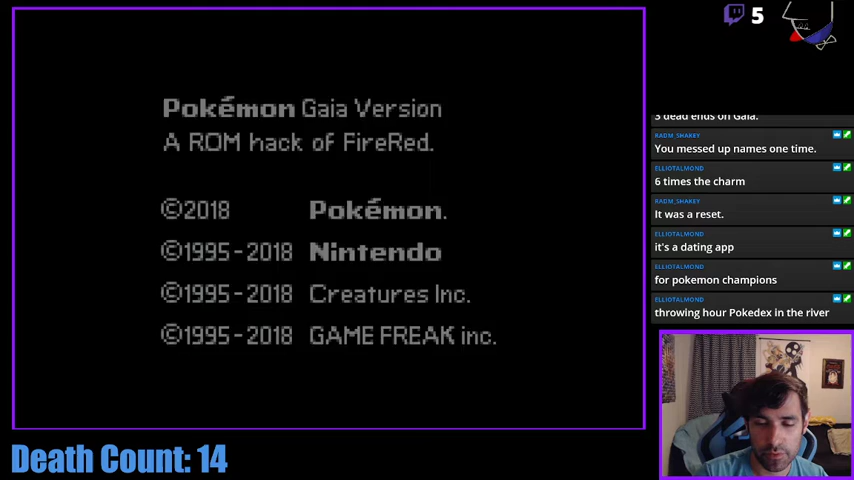 Pokémon Gaia Version
A ROM hack of FireRed.
©2018 Pokémon.
©1995-2018 Nintendo
©1995-2018 Creatures Inc.
©1995-2018 GAME FREAK inc.
Death Count: 14
5
3 dead ends on Gaia.
RADM_SHAKEY
You messed up names one time.
ELLIOTALMOND
6 times the charm
RADM_SHAKEY
It was a reset.
ELLIOTALMOND
it's a dating app
ELLIOTALMOND
for pokemon champions
ELLIOTALMOND
throwing hour Pokedex in the river